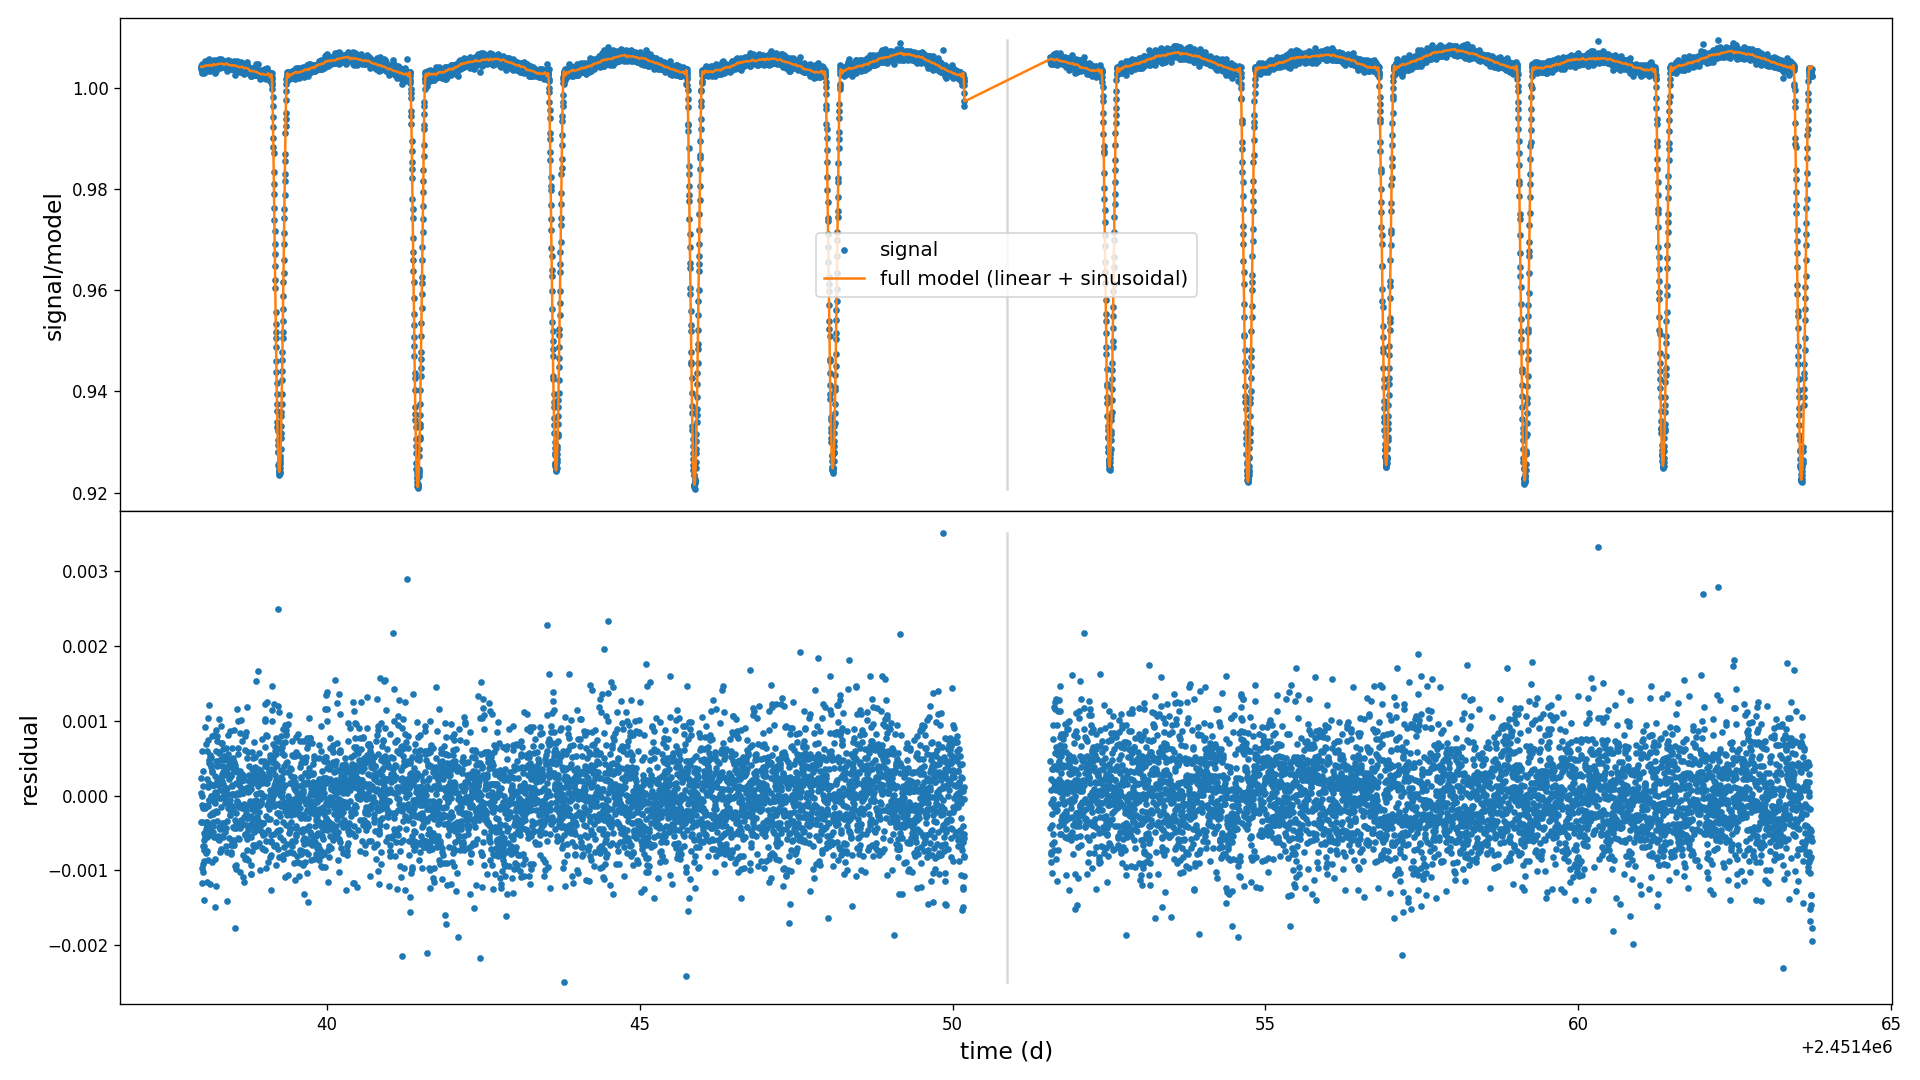 signal/model
1.00
0.98
0.96
0.94
0.92
signal
full model (linear + sinusoidal)
residual
0.003
0.002
0.001
0.000
−0.001
−0.002
40
45
50
55
60
65
time (d)
+2.4514e6